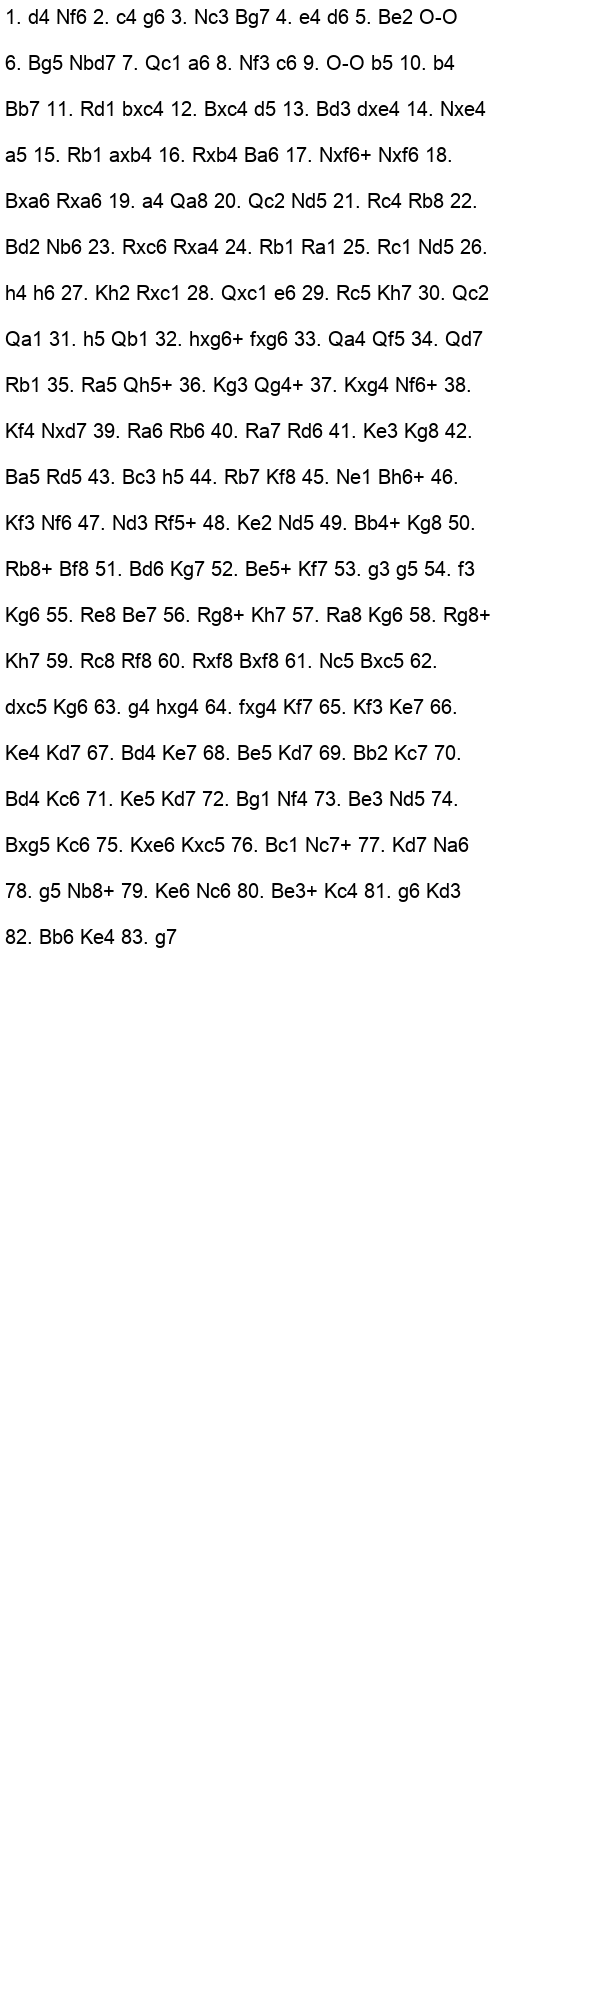 1. d4 Nf6 2. c4 g6 3. Nc3 Bg7 4. e4 d6 5. Be2 O-O
6. Bg5 Nbd7 7. Qc1 a6 8. Nf3 c6 9. O-O b5 10. b4
Bb7 11. Rd1 bxc4 12. Bxc4 d5 13. Bd3 dxe4 14. Nxe4
a5 15. Rb1 axb4 16. Rxb4 Ba6 17. Nxf6+ Nxf6 18.
Bxa6 Rxa6 19. a4 Qa8 20. Qc2 Nd5 21. Rc4 Rb8 22.
Bd2 Nb6 23. Rxc6 Rxa4 24. Rb1 Ra1 25. Rc1 Nd5 26.
h4 h6 27. Kh2 Rxc1 28. Qxc1 e6 29. Rc5 Kh7 30. Qc2
Qa1 31. h5 Qb1 32. hxg6+ fxg6 33. Qa4 Qf5 34. Qd7
Rb1 35. Ra5 Qh5+ 36. Kg3 Qg4+ 37. Kxg4 Nf6+ 38.
Kf4 Nxd7 39. Ra6 Rb6 40. Ra7 Rd6 41. Ke3 Kg8 42.
Ba5 Rd5 43. Bc3 h5 44. Rb7 Kf8 45. Ne1 Bh6+ 46.
Kf3 Nf6 47. Nd3 Rf5+ 48. Ke2 Nd5 49. Bb4+ Kg8 50.
Rb8+ Bf8 51. Bd6 Kg7 52. Be5+ Kf7 53. g3 g5 54. f3
Kg6 55. Re8 Be7 56. Rg8+ Kh7 57. Ra8 Kg6 58. Rg8+
Kh7 59. Rc8 Rf8 60. Rxf8 Bxf8 61. Nc5 Bxc5 62.
dxc5 Kg6 63. g4 hxg4 64. fxg4 Kf7 65. Kf3 Ke7 66.
Ke4 Kd7 67. Bd4 Ke7 68. Be5 Kd7 69. Bb2 Kc7 70.
Bd4 Kc6 71. Ke5 Kd7 72. Bg1 Nf4 73. Be3 Nd5 74.
Bxg5 Kc6 75. Kxe6 Kxc5 76. Bc1 Nc7+ 77. Kd7 Na6
78. g5 Nb8+ 79. Ke6 Nc6 80. Be3+ Kc4 81. g6 Kd3
82. Bb6 Ke4 83. g7